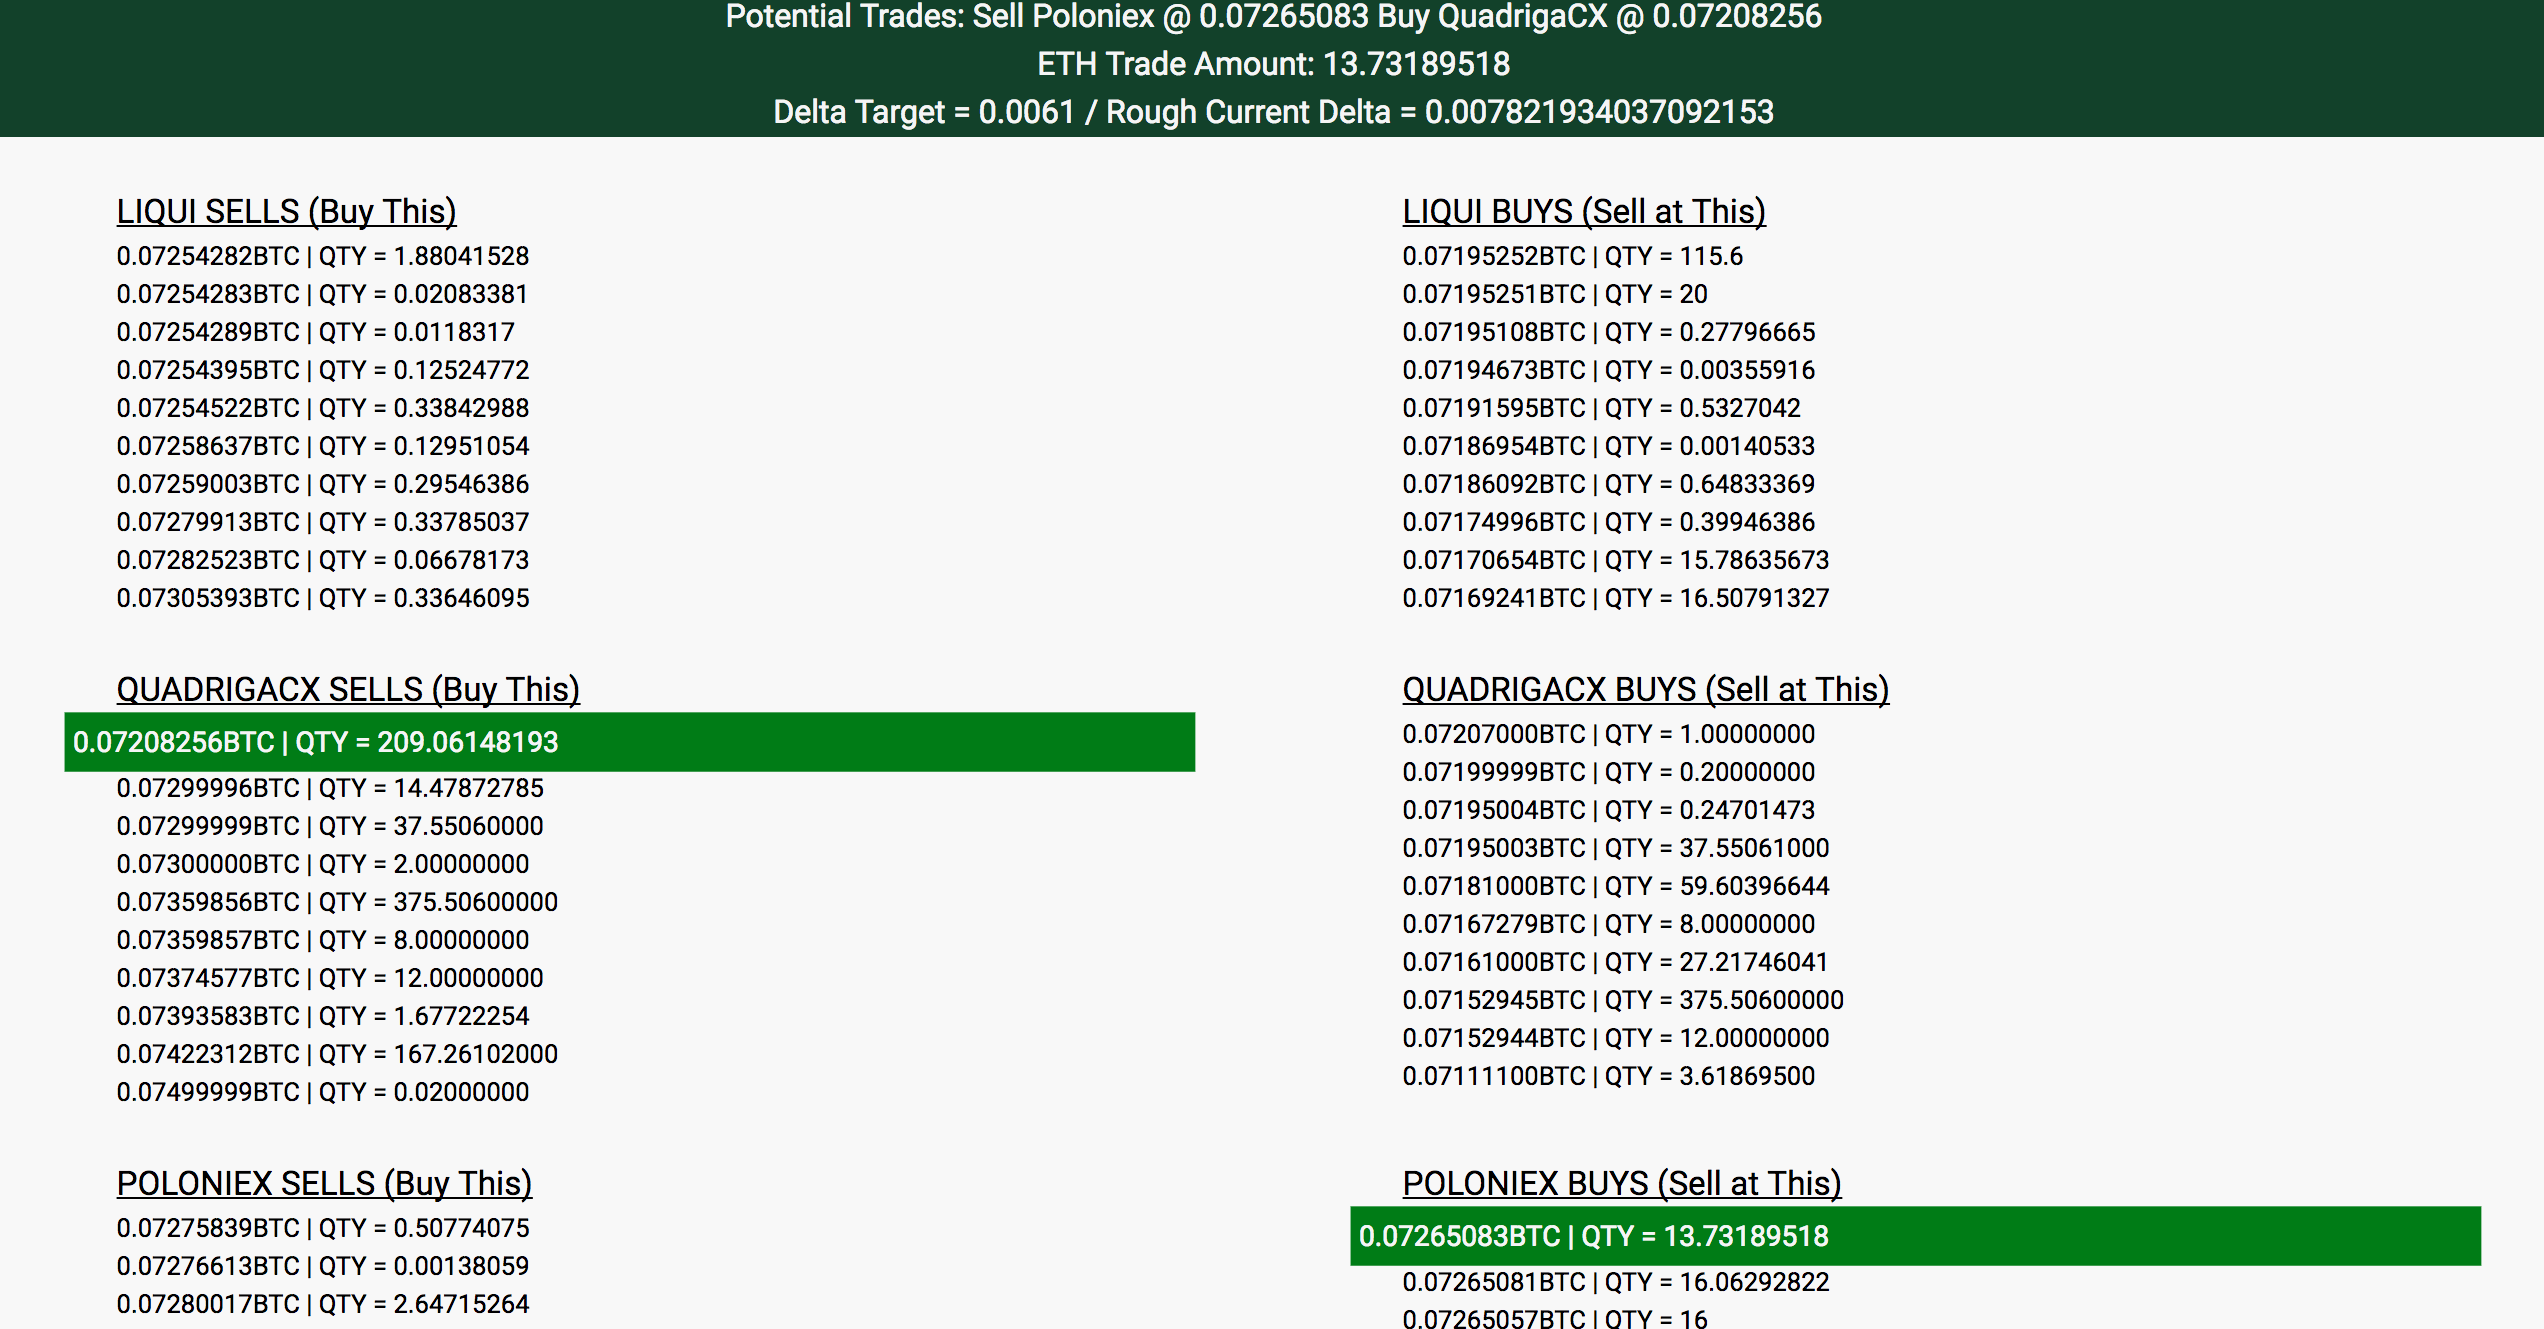 Potential Trades: Sell Poloniex @ 0.07265083 Buy QuadrigaCX @ 0.07208256
ETH Trade Amount: 13.73189518
Delta Target = 0.0061 / Rough Current Delta = 0.007821934037092153
LIQUI SELLS (Buy This)
0.07254282BTC | QTY = 1.88041528
0.07254283BTC | QTY = 0.02083381
0.07254289BTC | QTY = 0.0118317
0.07254395BTC | QTY = 0.12524772
0.07254522BTC | QTY = 0.33842988
0.07258637BTC | QTY = 0.12951054
0.07259003BTC | QTY = 0.29546386
0.07279913BTC | QTY = 0.33785037
0.07282523BTC | QTY = 0.06678173
0.07305393BTC | QTY = 0.33646095
LIQUI BUYS (Sell at This)
0.07195252BTC | QTY = 115.6
0.07195251BTC | QTY = 20
0.07195108BTC | QTY = 0.27796665
0.07194673BTC | QTY = 0.00355916
0.07191595BTC | QTY = 0.5327042
0.07186954BTC | QTY = 0.00140533
0.07186092BTC | QTY = 0.64833369
0.07174996BTC | QTY = 0.39946386
0.07170654BTC | QTY = 15.78635673
0.07169241BTC | QTY = 16.50791327
QUADRIGACX SELLS (Buy This)
0.07208256BTC | QTY = 209.06148193
0.07299996BTC | QTY = 14.47872785
0.07299999BTC | QTY = 37.55060000
0.07300000BTC | QTY = 2.00000000
0.07359856BTC | QTY = 375.50600000
0.07359857BTC | QTY = 8.00000000
0.07374577BTC | QTY = 12.00000000
0.07393583BTC | QTY = 1.67722254
0.07422312BTC | QTY = 167.26102000
0.07499999BTC | QTY = 0.02000000
QUADRIGACX BUYS (Sell at This)
0.07207000BTC | QTY = 1.00000000
0.07199999BTC | QTY = 0.20000000
0.07195004BTC | QTY = 0.24701473
0.07195003BTC | QTY = 37.55061000
0.07181000BTC | QTY = 59.60396644
0.07167279BTC | QTY = 8.00000000
0.07161000BTC | QTY = 27.21746041
0.07152945BTC | QTY = 375.50600000
0.07152944BTC | QTY = 12.00000000
0.07111100BTC | QTY = 3.61869500
POLONIEX SELLS (Buy This)
0.07275839BTC | QTY = 0.50774075
0.07276613BTC | QTY = 0.00138059
0.07280017BTC | QTY = 2.64715264
POLONIEX BUYS (Sell at This)
0.07265083BTC | QTY = 13.73189518
0.07265081BTC | QTY = 16.06292822
0.07265057BTC | QTY = 16